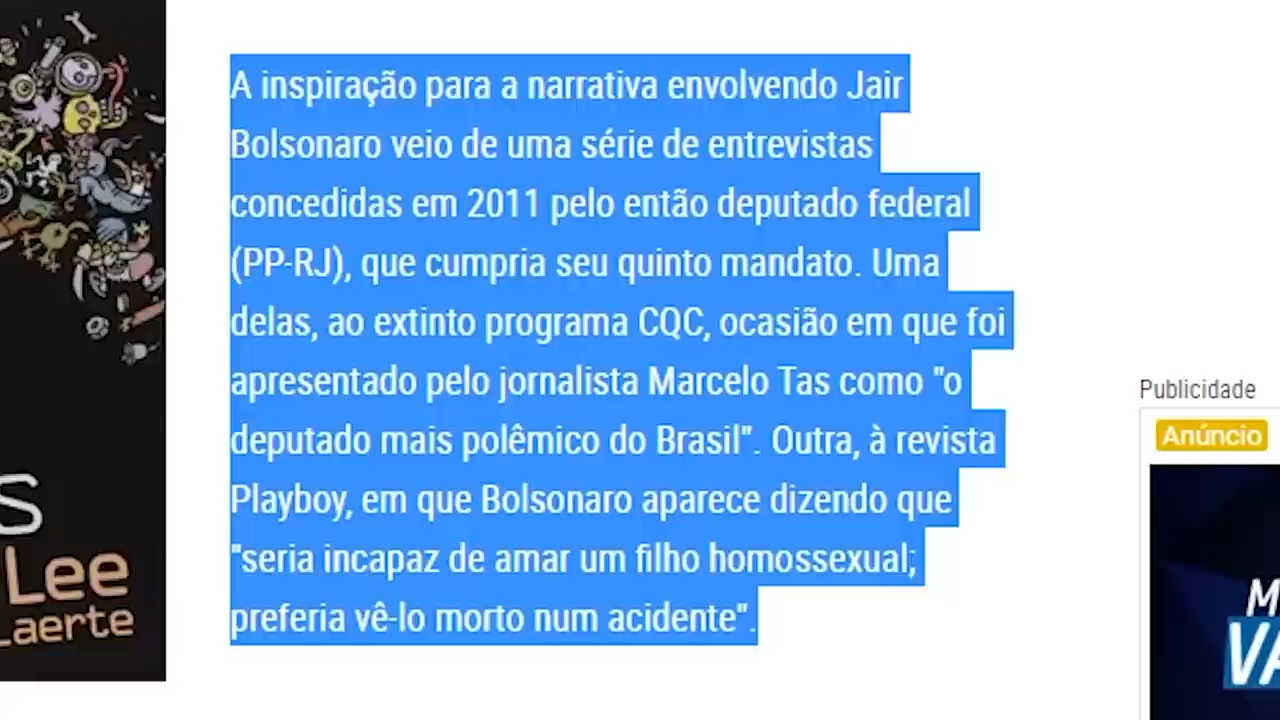 A inspiração para a narrativa envolvendo Jair
Bolsonaro veio de uma série de entrevistas
concedidas em 2011 pelo então deputado federal
(PP-RJ), que cumpria seu quinto mandato. Uma
delas, ao extinto programa CQC, ocasião em que foi
apresentado pelo jornalista Marcelo Tas como "o
deputado mais polêmico do Brasil". Outra, à revista
Playboy, em que Bolsonaro aparece dizendo que
"seria incapaz de amar um filho homossexual;
preferia vê-lo morto num acidente".
S
Lee
Laerte
Publicidade
Anúncio
M
VA